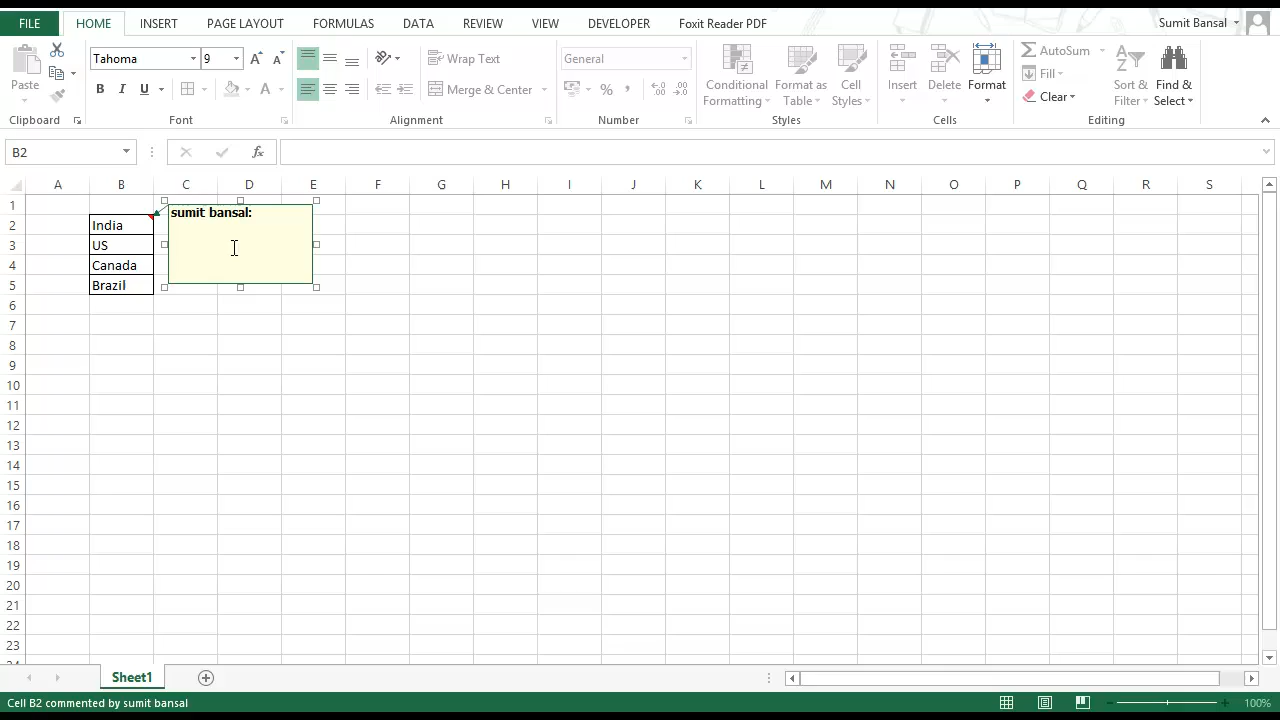 FILE HOME INSERT PAGE LAYOUT FORMULAS DATA REVIEW VIEW DEVELOPER Foxit Reader PDF Sumit Bansal
Tahoma 9 Wrap Text General AutoSum
Paste Conditional Format as Cell Insert Delete Format Fill Sort & Find &
B I U A Merge & Center % , Formatting Table Styles Clear Filter Select
Clipboard Font Alignment Number Styles Cells Editing
B2 fx
A B C D E F G H I J K L M N O P Q R S
1 sumit bansal:
2 India
3 US
4 Canada
5 Brazil
6
7
8
9
10
11
12
13
14
15
16
17
18
19
20
21
22
23
Sheet1
Cell B2 commented by sumit bansal 100%